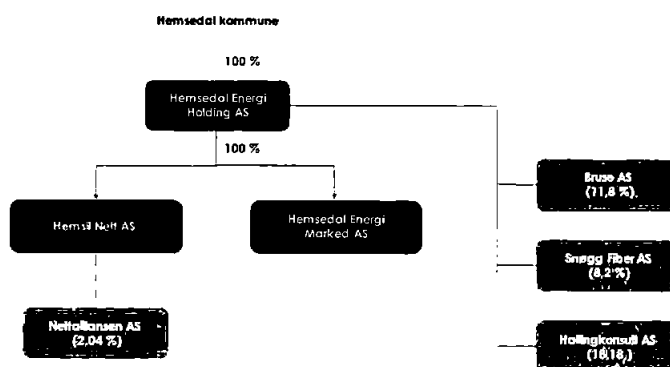 Hemsedal kommune
100 %
Hemsedal Energi
Holding AS
100 %
Bruse AS
(11,8 %)
Hemsil Nett AS
Hemsedal Energi
Marked AS
Snøgg Fiber AS
(8,2 %)
Nettalliansen AS
(2,04 %)
Hallingkonsult AS